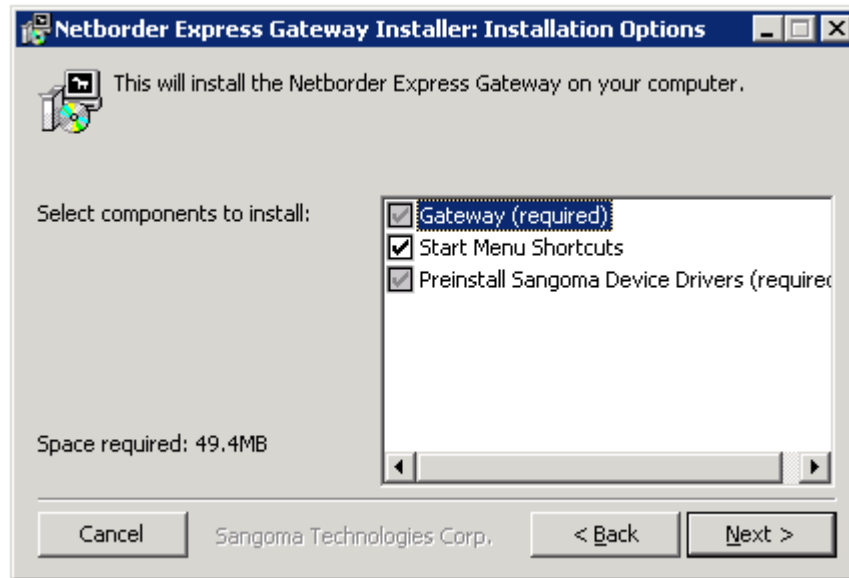 Netborder Express Gateway Installer: Installation Options
This will install the Netborder Express Gateway on your computer.
Select components to install:
Gateway (required)
Start Menu Shortcuts
Preinstall Sangoma Device Drivers (required
Space required: 49.4MB
Cancel
Sangoma Technologies Corp.
< Back
Next >